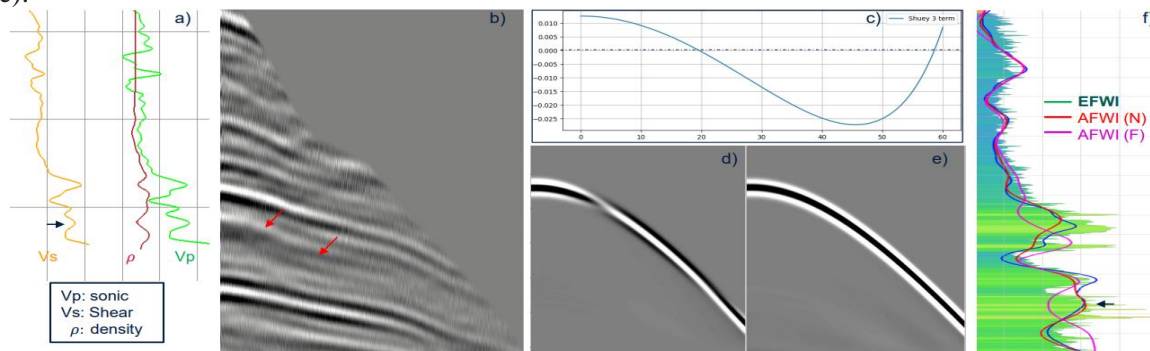 c).
a)
b)
c)
f)
Vs
ρ
Vp
Vp: sonic
Vs: Shear
ρ: density
0.010
0.005
0.000
-0.005
-0.010
-0.015
-0.020
-0.025
0
10
20
30
40
50
60
Shuey 3 term
d)
e)
EFWI
AFWI (N)
AFWI (F)